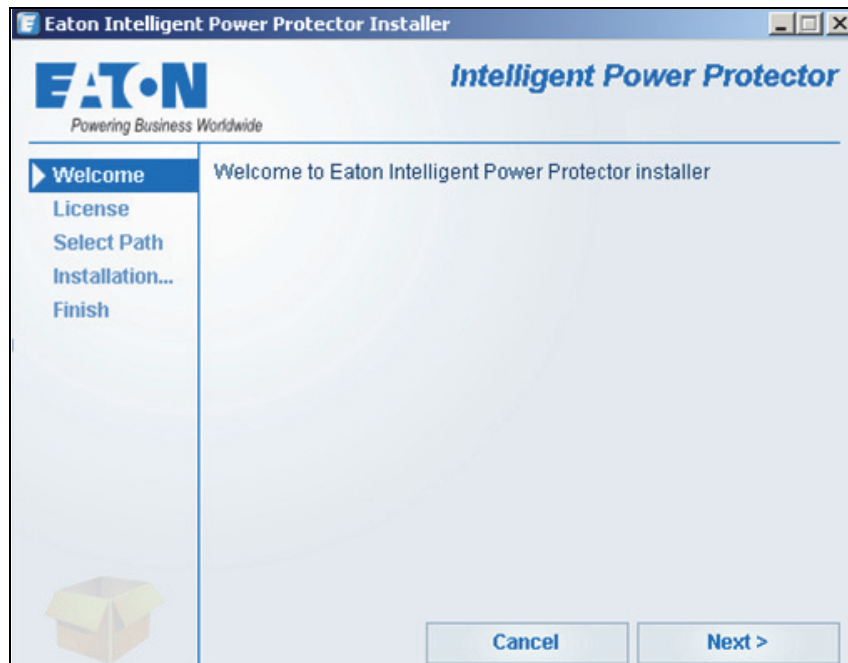 Eaton Intelligent Power Protector Installer
EATON
Powering Business Worldwide
Intelligent Power Protector
Welcome
License
Select Path
Installation...
Finish
Welcome to Eaton Intelligent Power Protector installer
Cancel
Next >